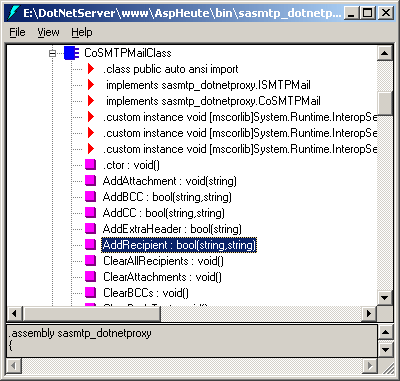 E:\DotNetServer\www\AspHeute\bin\sasmtp_dotnetp...
File View Help
CoSMTPMailClass
.class public auto ansi import
implements sasmtp_dotnetproxy.ISMTPMail
implements sasmtp_dotnetproxy.CoSMTPMail
.custom instance void [mscorlib]System.Runtime.InteropSe
.custom instance void [mscorlib]System.Runtime.InteropSe
.custom instance void [mscorlib]System.Runtime.InteropSe
.ctor : void()
AddAttachment : void(string)
AddBCC : bool(string,string)
AddCC : bool(string,string)
AddExtraHeader : bool(string)
AddRecipient : bool(string,string)
ClearAllRecipients : void()
ClearAttachments : void()
ClearBCCs : void()
.assembly sasmtp_dotnetproxy
{